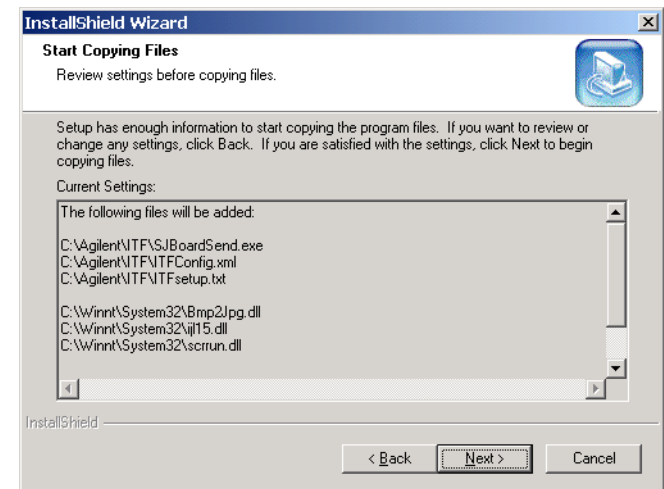 InstallShield Wizard
Start Copying Files
Review settings before copying files.
Setup has enough information to start copying the program files.  If you want to review or
change any settings, click Back.  If you are satisfied with the settings, click Next to begin
copying files.
Current Settings:
The following files will be added:
C:\Agilent\ITF\SJBoardSend.exe
C:\Agilent\ITF\ITFConfig.xml
C:\Agilent\ITF\ITFsetup.txt
C:\Winnt\System32\Bmp2Jpg.dll
C:\Winnt\System32\ijl15.dll
C:\Winnt\System32\scrrun.dll
InstallShield
< Back
Next >
Cancel